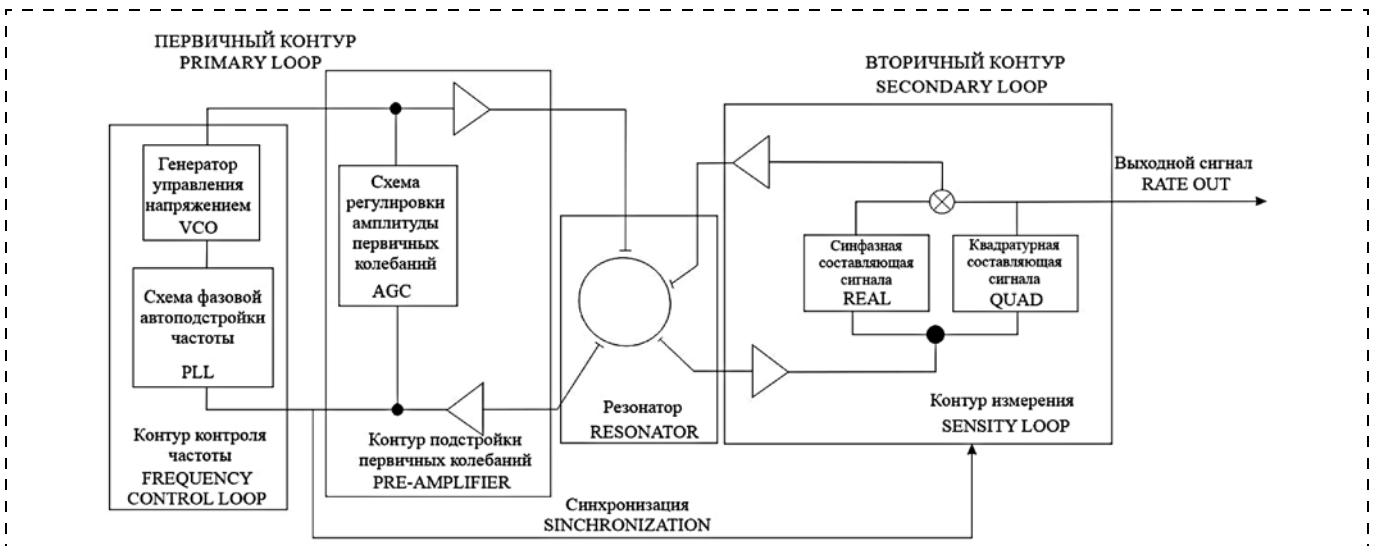 ПЕРВИЧНЫЙ КОНТУР
PRIMARY LOOP
Генератор
управления
напряжением
VCO
Схема фазовой
автоподстройки
частоты
PLL
Контур контроля
частоты
FREQUENCY
CONTROL LOOP
Схема
регулировки
амплитуды
первичных
колебаний
AGC
Контур подстройки
первичных колебаний
PRE-AMPLIFIER
Резонатор
RESONATOR
ВТОРИЧНЫЙ КОНТУР
SECONDARY LOOP
Синфазная
составляющая
сигнала
REAL
Квадратурная
составляющая
сигнала
QUAD
Контур измерения
SENSITY LOOP
Выходной сигнал
RATE OUT
Синхронизация
SINCHRONIZATION